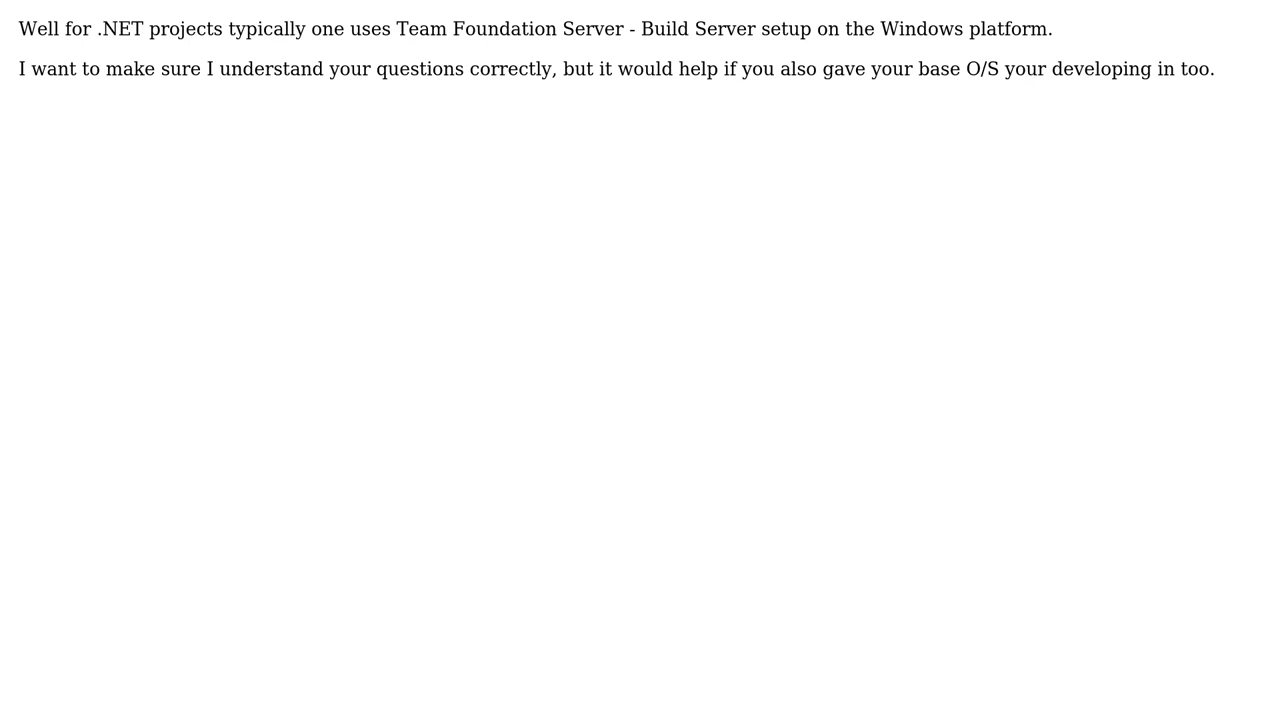 Well for .NET projects typically one uses Team Foundation Server - Build Server setup on the Windows platform.
I want to make sure I understand your questions correctly, but it would help if you also gave your base O/S your developing in too.